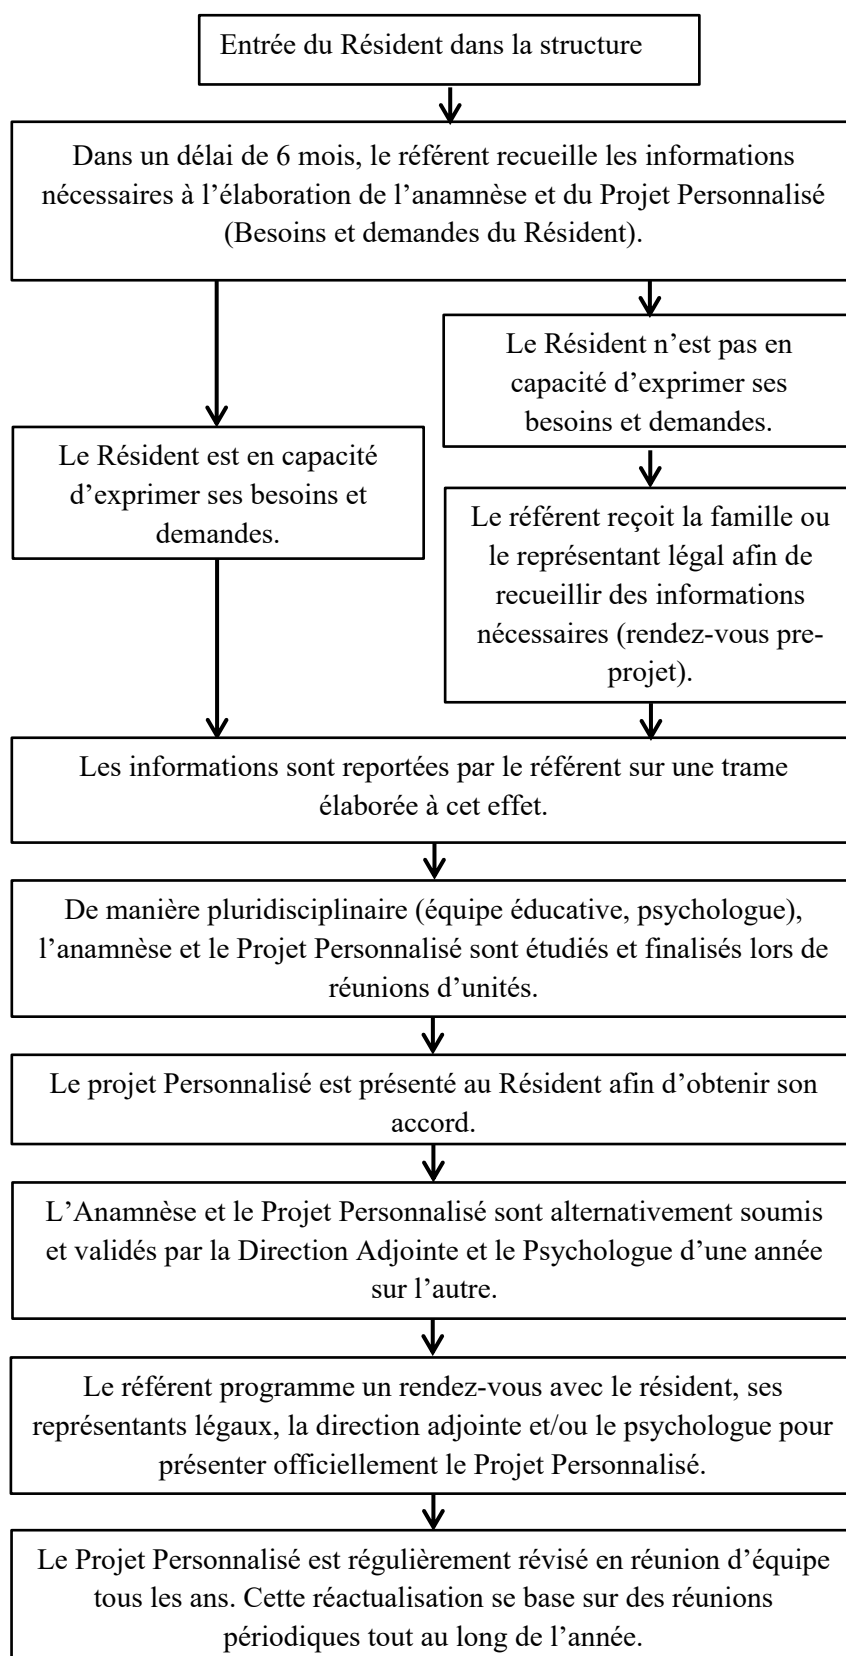 Entrée du Résident dans la structure
Dans un délai de 6 mois, le référent recueille les informations
nécessaires à l’élaboration de l’anamnèse et du Projet Personnalisé
(Besoins et demandes du Résident).
Le Résident n’est pas en
capacité d’exprimer ses
besoins et demandes.
Le Résident est en capacité
d’exprimer ses besoins et
demandes.
Le référent reçoit la famille ou
le représentant légal afin de
recueillir des informations
nécessaires (rendez-vous pre-
projet).
Les informations sont reportées par le référent sur une trame
élaborée à cet effet.
De manière pluridisciplinaire (équipe éducative, psychologue),
l’anamnèse et le Projet Personnalisé sont étudiés et finalisés lors de
réunions d’unités.
Le projet Personnalisé est présenté au Résident afin d’obtenir son
accord.
L’Anamnèse et le Projet Personnalisé sont alternativement soumis
et validés par la Direction Adjointe et le Psychologue d’une année
sur l’autre.
Le référent programme un rendez-vous avec le résident, ses
représentants légaux, la direction adjointe et/ou le psychologue pour
présenter officiellement le Projet Personnalisé.
Le Projet Personnalisé est régulièrement révisé en réunion d’équipe
tous les ans. Cette réactualisation se base sur des réunions
périodiques tout au long de l’année.